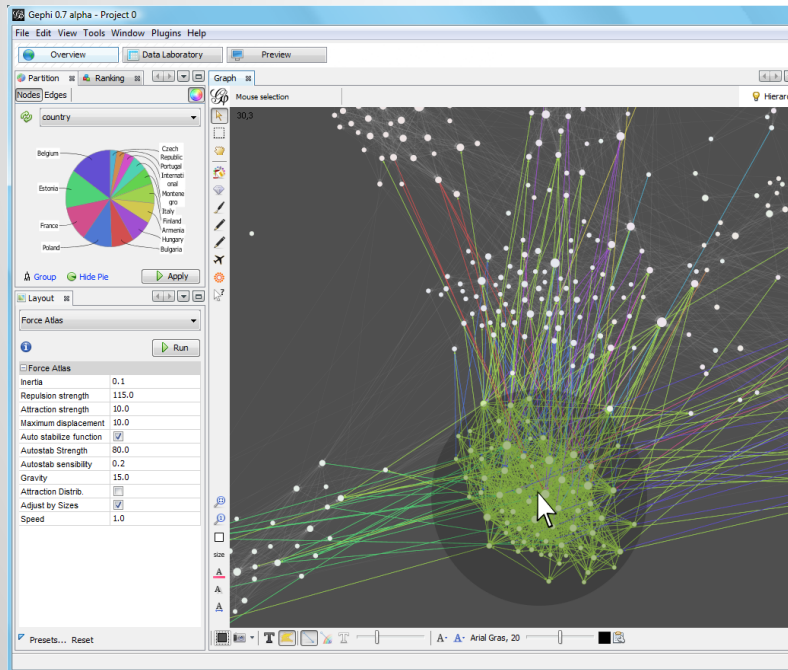 Gephi 0.7 alpha - Project 0
File Edit View Tools Window Plugins Help
Overview
Data Laboratory
Preview
Partition
Ranking
Graph
Nodes Edges
Mouse selection
Hierar
30,3
country
Belgium
Estonia
France
Poland
Czech
Republic
Portugal
Internati
onal
Montene
gro
Italy
Finland
Armenia
Hungary
Bulgaria
Group
Hide Pie
Apply
Layout
Force Atlas
Run
Force Atlas
Inertia 0.1
Repulsion strength 115.0
Attraction strength 10.0
Maximum displacement 10.0
Auto stabilize function
Autostab Strength 80.0
Autostab sensibility 0.2
Gravity 15.0
Attraction Distrib.
Adjust by Sizes
Speed 1.0
size
A
A
A
Presets... Reset
T
T
A-
A-
Arial Gras, 20